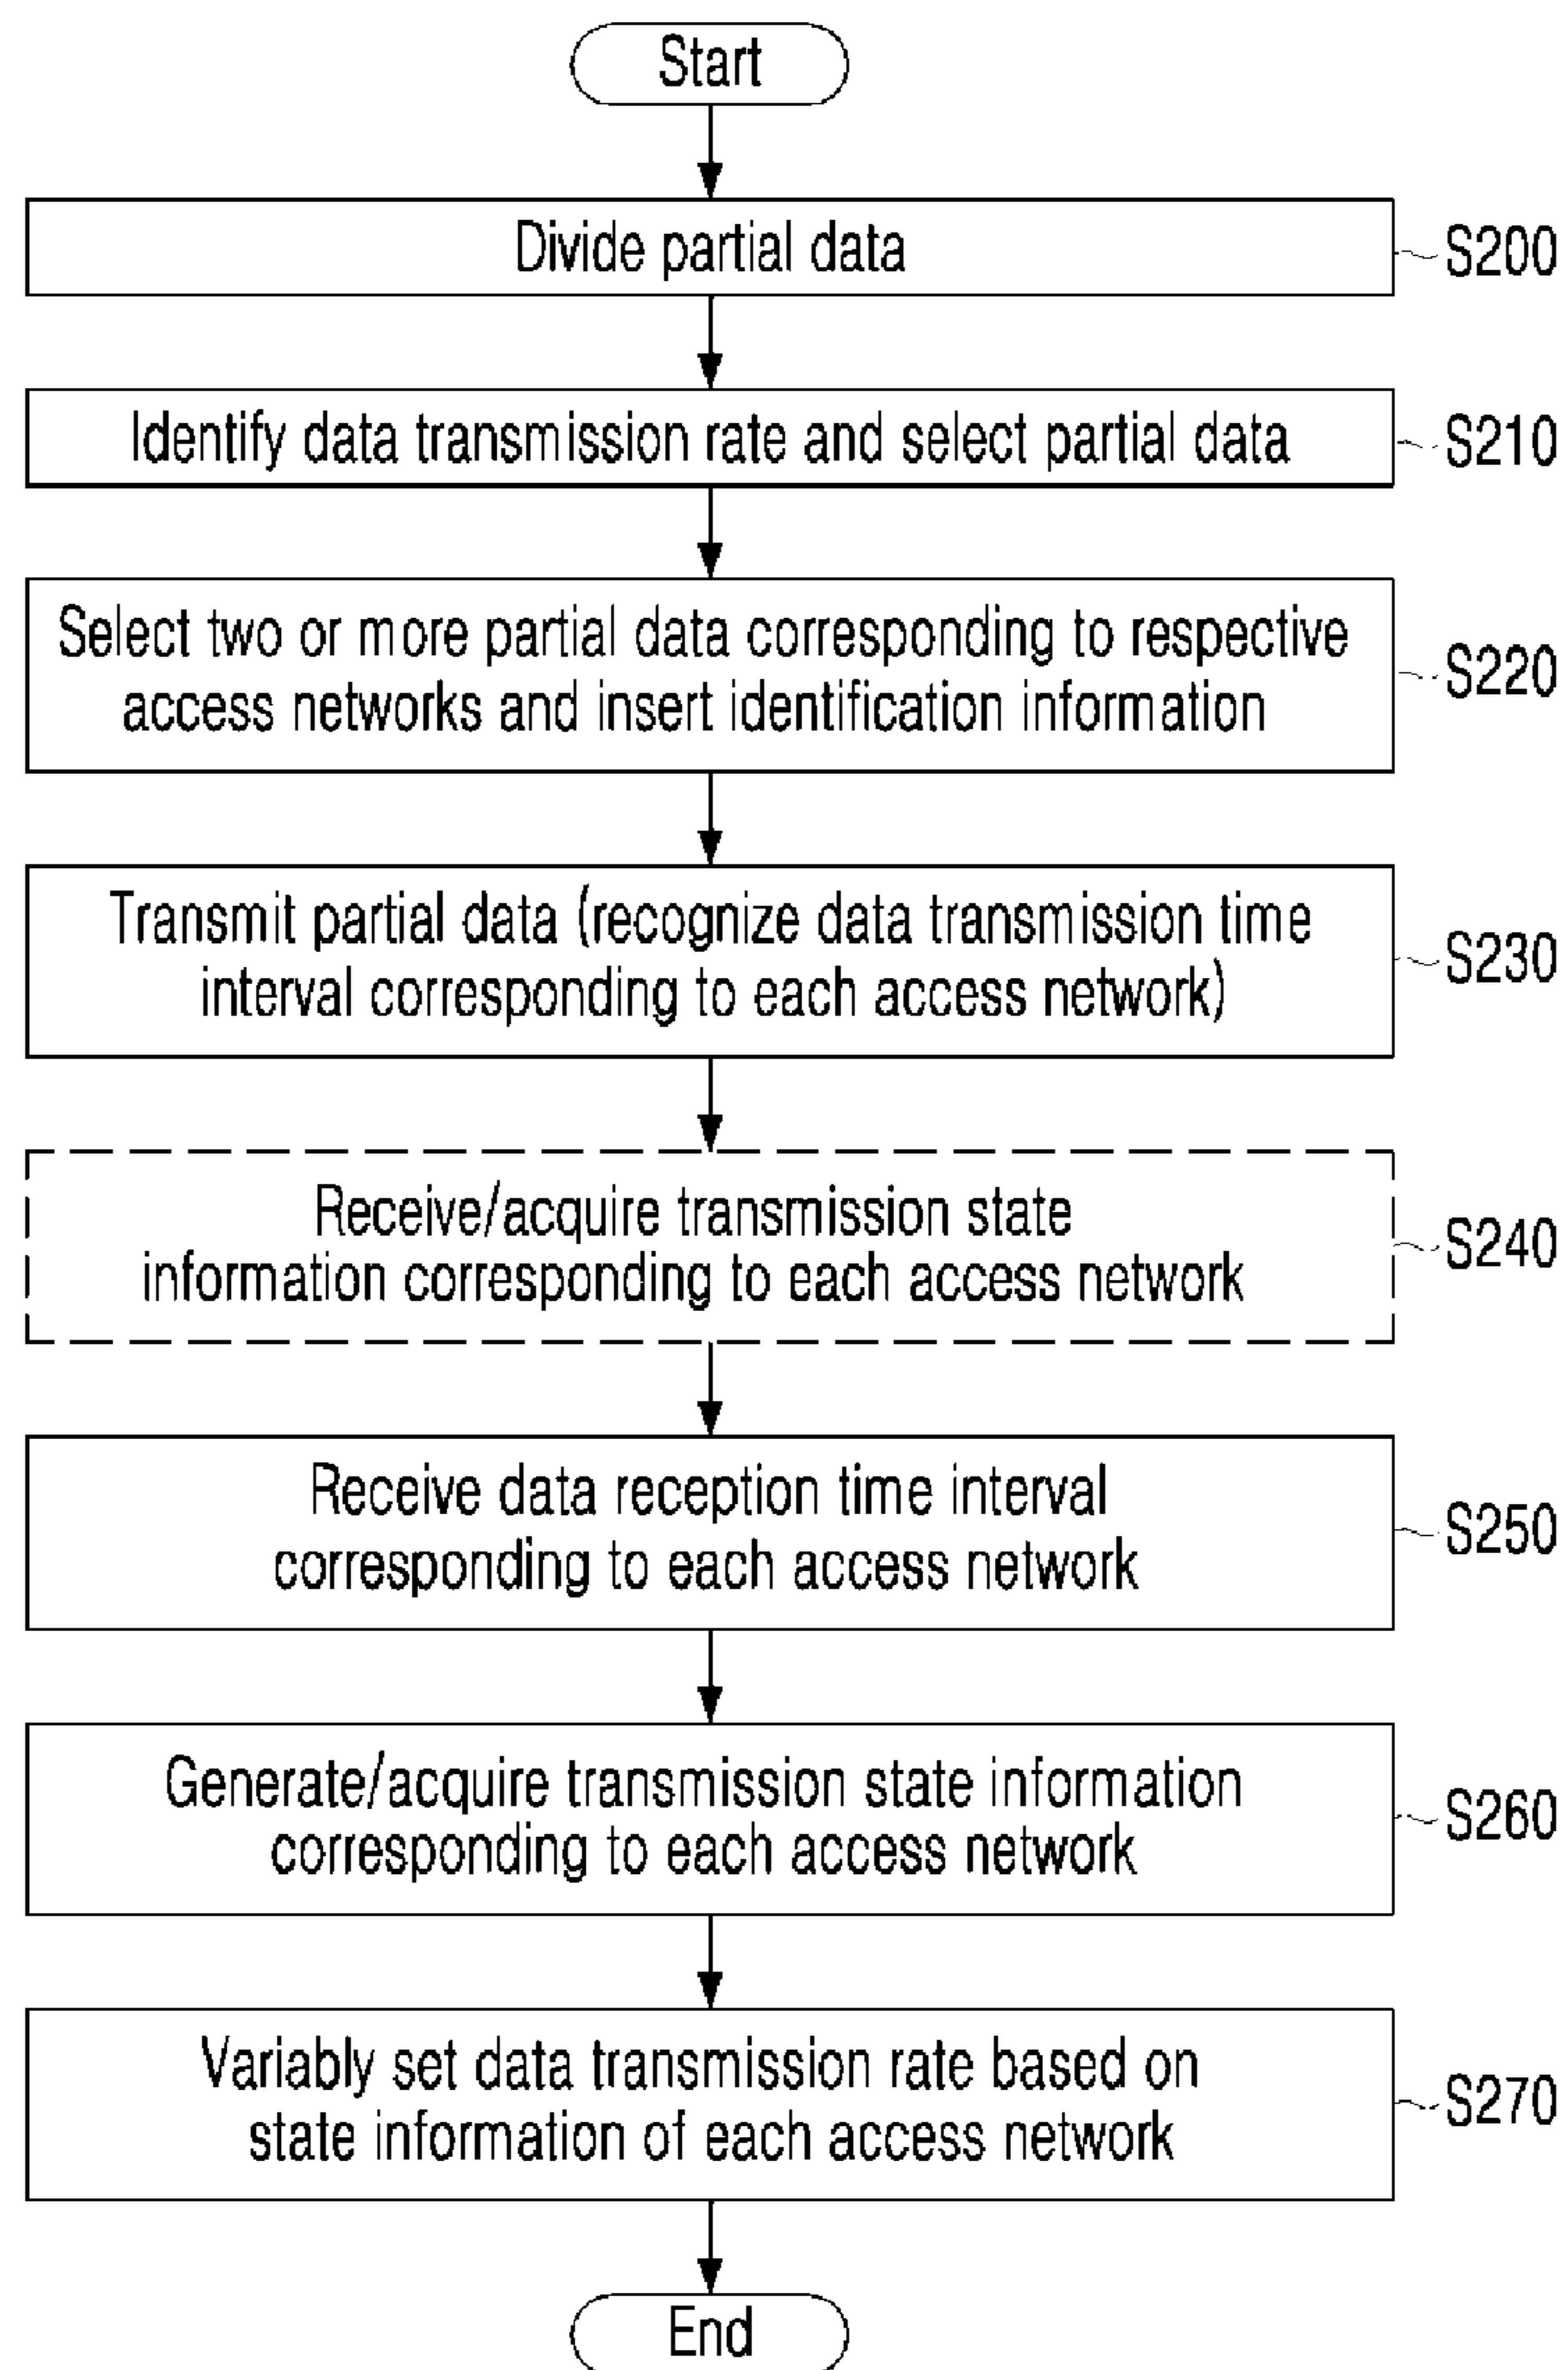 Start
Divide partial data
S200
Identify data transmission rate and select partial data
S210
Select two or more partial data corresponding to respective
access networks and insert identification information
S220
Transmit partial data (recognize data transmission time
interval corresponding to each access network)
S230
Receive/acquire transmission state
information corresponding to each access network
S240
Receive data reception time interval
corresponding to each access network
S250
Generate/acquire transmission state information
corresponding to each access network
S260
Variably set data transmission rate based on
state information of each access network
S270
End